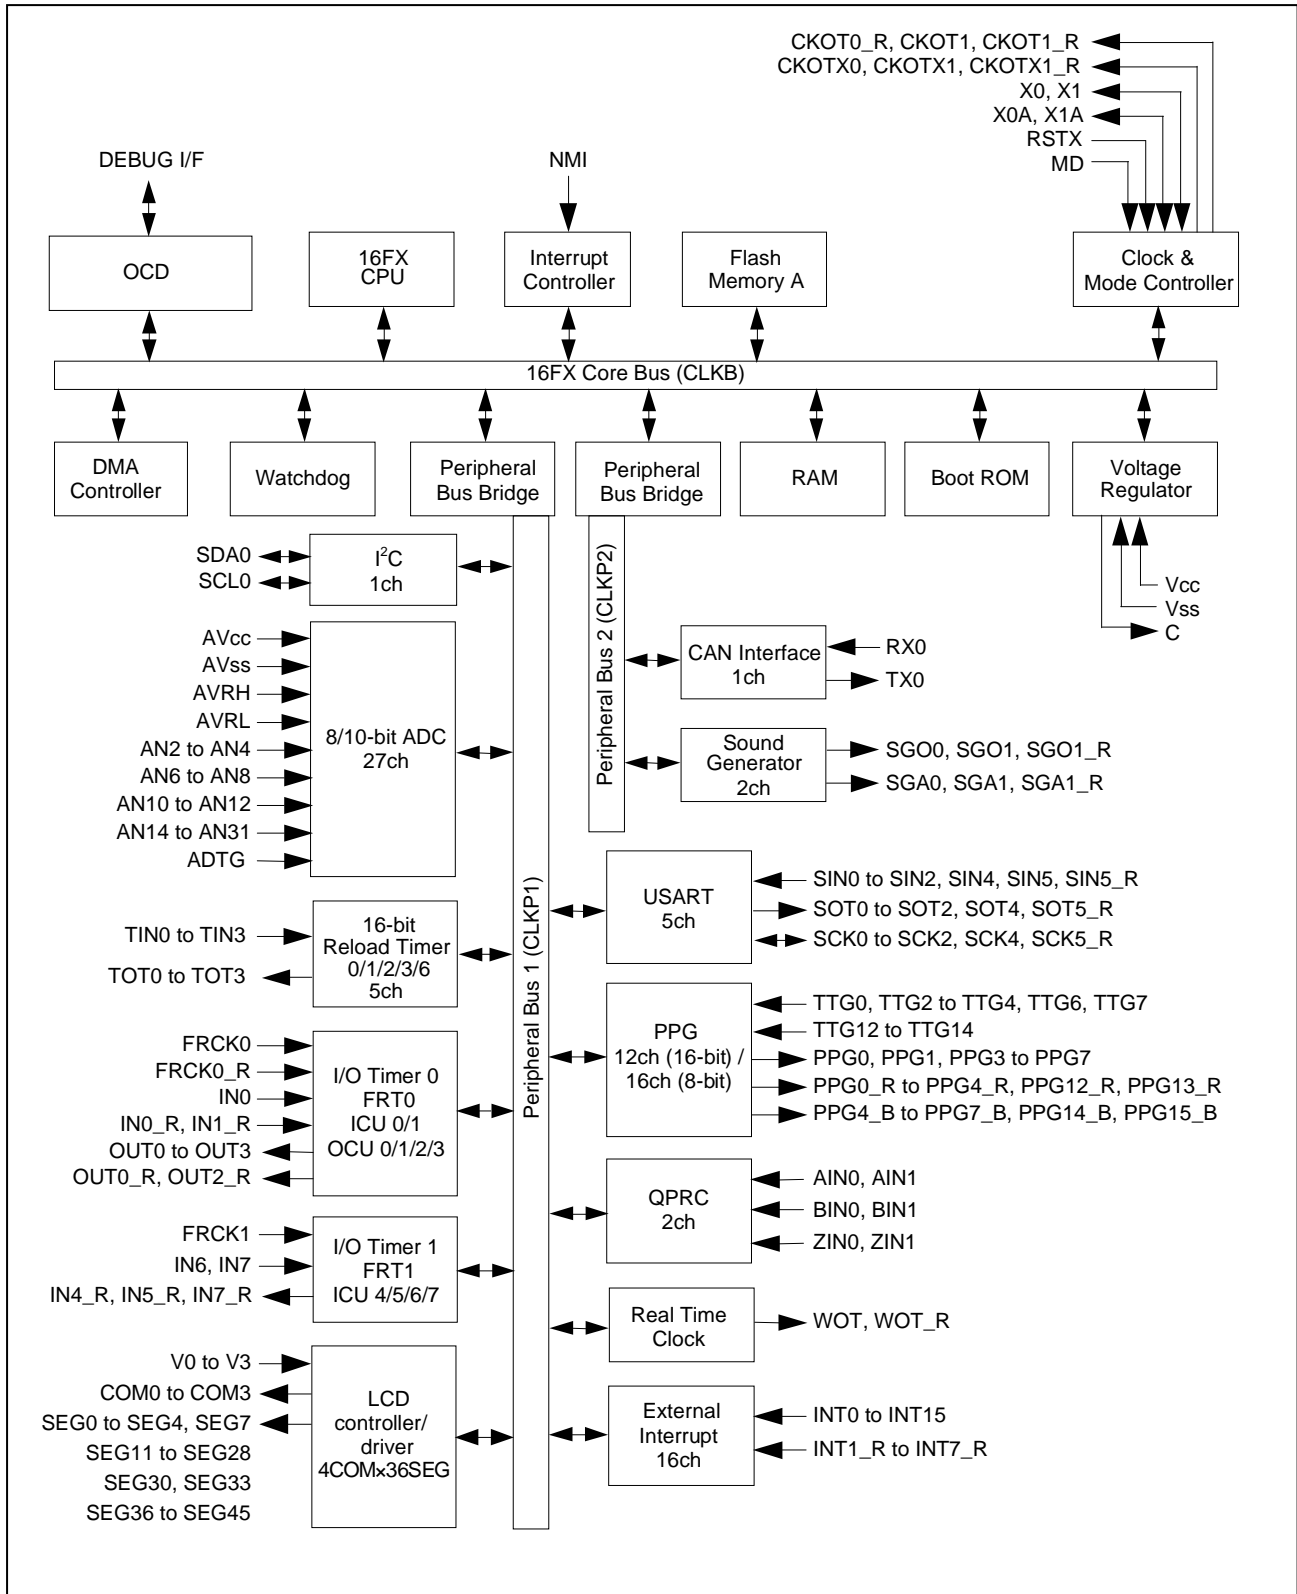 CKOT0_R, CKOT1, CKOT1_R
CKOTX0, CKOTX1, CKOTX1_R
X0, X1
X0A, X1A
RSTX
MD
DEBUG I/F
NMI
OCD
16FX
CPU
Interrupt
Controller
Flash
Memory A
Clock &
Mode Controller
16FX Core Bus (CLKB)
DMA
Controller
Watchdog
Peripheral
Bus Bridge
Peripheral
Bus Bridge
RAM
Boot ROM
Voltage
Regulator
Vcc
Vss
C
Peripheral Bus 1 (CLKP1)
Peripheral Bus 2 (CLKP2)
SDA0
SCL0
I²C
1ch
AVcc
AVss
AVRH
AVRL
AN2 to AN4
AN6 to AN8
AN10 to AN12
AN14 to AN31
ADTG
8/10-bit ADC
27ch
TIN0 to TIN3
TOT0 to TOT3
16-bit
Reload Timer
0/1/2/3/6
5ch
FRCK0
FRCK0_R
IN0
IN0_R, IN1_R
OUT0 to OUT3
OUT0_R, OUT2_R
I/O Timer 0
FRT0
ICU 0/1
OCU 0/1/2/3
FRCK1
IN6, IN7
IN4_R, IN5_R, IN7_R
I/O Timer 1
FRT1
ICU 4/5/6/7
V0 to V3
COM0 to COM3
SEG0 to SEG4, SEG7
SEG11 to SEG28
SEG30, SEG33
SEG36 to SEG45
LCD
controller/
driver
4COM×36SEG
CAN Interface
1ch
RX0
TX0
Sound
Generator
2ch
SGO0, SGO1, SGO1_R
SGA0, SGA1, SGA1_R
USART
5ch
SIN0 to SIN2, SIN4, SIN5, SIN5_R
SOT0 to SOT2, SOT4, SOT5_R
SCK0 to SCK2, SCK4, SCK5_R
PPG
12ch (16-bit) /
16ch (8-bit)
TTG0, TTG2 to TTG4, TTG6, TTG7
TTG12 to TTG14
PPG0, PPG1, PPG3 to PPG7
PPG0_R to PPG4_R, PPG12_R, PPG13_R
PPG4_B to PPG7_B, PPG14_B, PPG15_B
QPRC
2ch
AIN0, AIN1
BIN0, BIN1
ZIN0, ZIN1
Real Time
Clock
WOT, WOT_R
External
Interrupt
16ch
INT0 to INT15
INT1_R to INT7_R